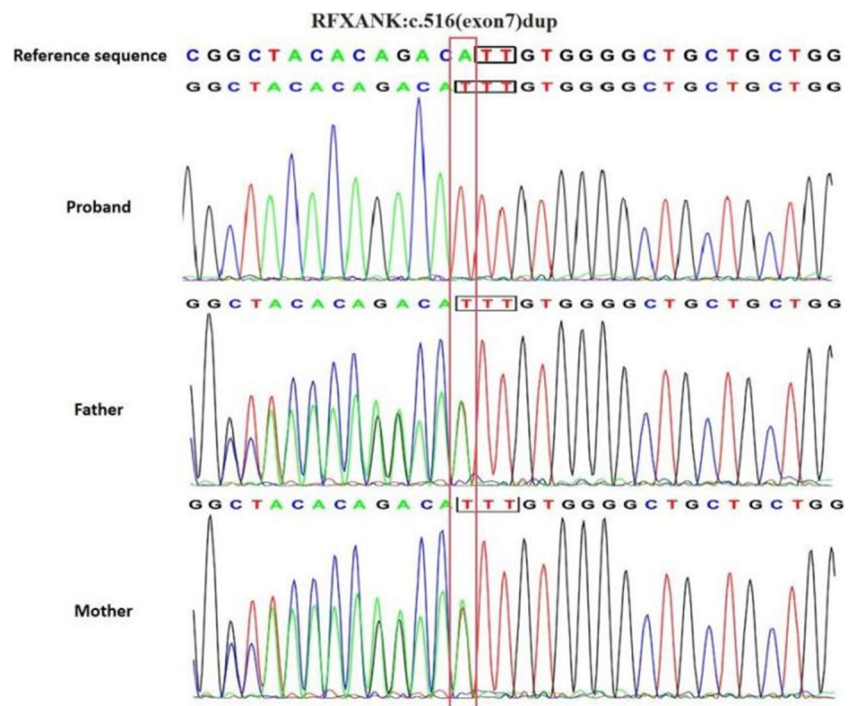 RFXANK:c.516(exon7)dup
Reference sequence C G G C T A C A C A G A C A T T G T G G G G C T G C T G C T G G
G G C T A C A C A G A C A T T T G T G G G G C T G C T G C T G G
Proband
G G C T A C A C A G A C A T T T G T G G G G C T G C T G C T G G
Father
G G C T A C A C A G A C A T T T G T G G G G C T G C T G C T G G
Mother